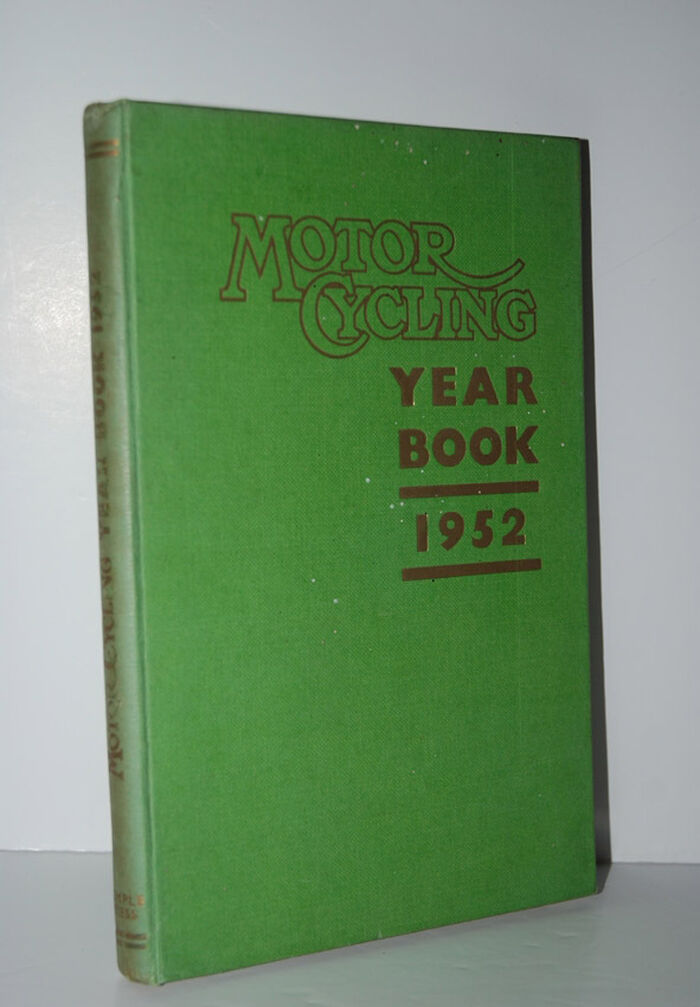 MOTOR
CYCLING
YEAR
BOOK
1952
MOTOR CYCLING YEAR BOOK 1952